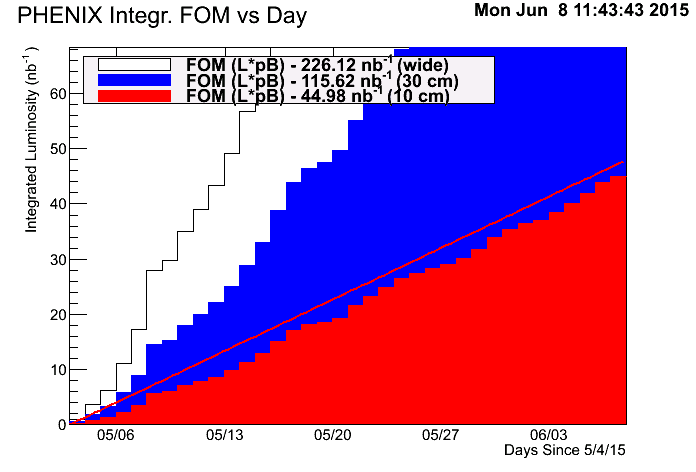 PHENIX Integr. FOM vs Day
Mon Jun 8 11:43:43 2015
FOM (L*pB) - 226.12 nb⁻¹ (wide)
FOM (L*pB) - 115.62 nb⁻¹ (30 cm)
FOM (L*pB) - 44.98 nb⁻¹ (10 cm)
Integrated Luminosity (nb⁻¹)
60
50
40
30
20
10
0
05/06 05/13 05/20 05/27 06/03
Days Since 5/4/15